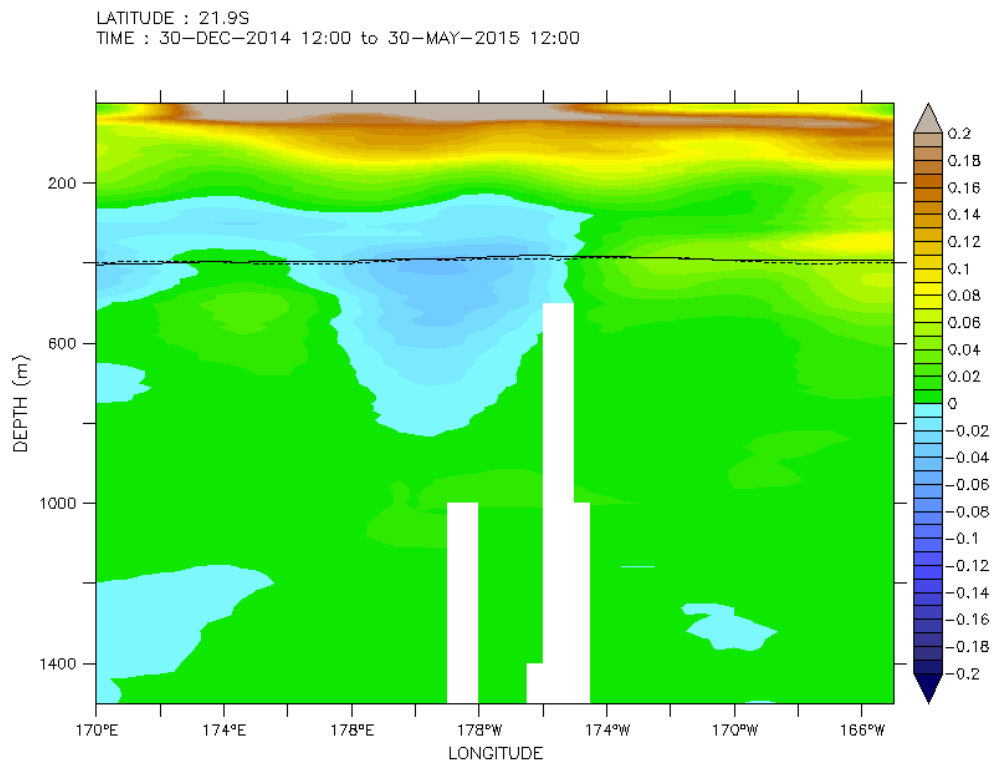 LATITUDE : 21.9S
TIME : 30-DEC-2014 12:00 to 30-MAY-2015 12:00
200
600
1000
1400
DEPTH (m)
170°E
174°E
178°E
178°W
174°W
170°W
166°W
LONGITUDE
0.2
0.18
0.16
0.14
0.12
0.1
0.08
0.06
0.04
0.02
0
-0.02
-0.04
-0.06
-0.08
-0.1
-0.12
-0.14
-0.16
-0.18
-0.2